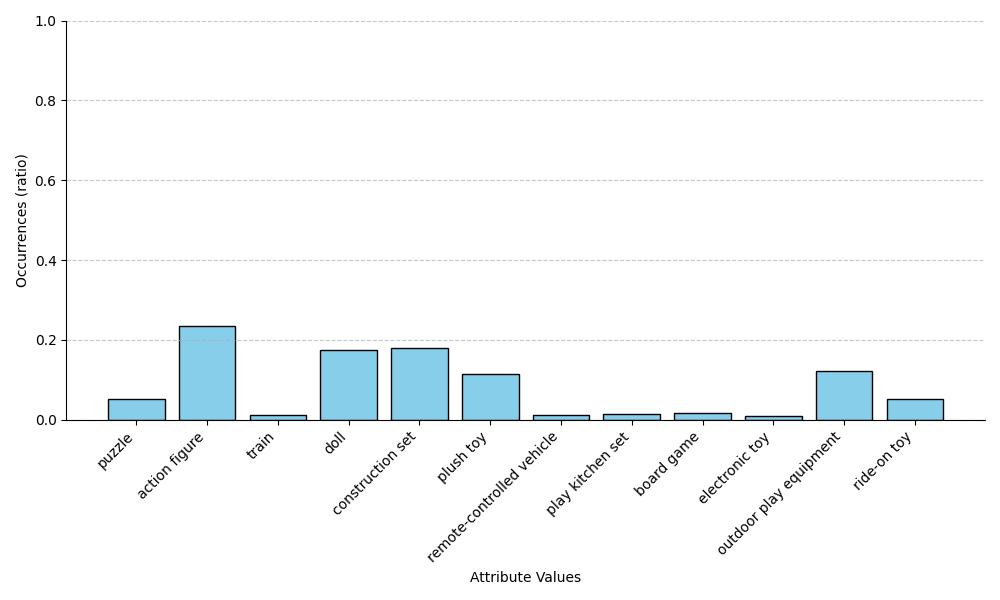 1.0
0.8
0.6
0.4
0.2
0.0
Occurrences (ratio)
puzzle
action figure
train
doll
construction set
plush toy
remote-controlled vehicle
play kitchen set
board game
electronic toy
outdoor play equipment
ride-on toy
Attribute Values